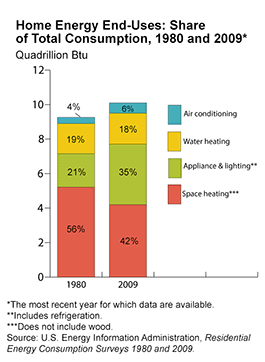 Home Energy End-Uses: Share
of Total Consumption, 1980 and 2009*
Quadrillion Btu
12
10
8
6
4
2
0
4%
19%
21%
56%
6%
18%
35%
42%
1980
2009
Air conditioning
Water heating
Appliance & lighting**
Space heating***
*The most recent year for which data are available.
**Includes refrigeration.
***Does not include wood.
Source: U.S. Energy Information Administration, Residential
Energy Consumption Surveys 1980 and 2009.